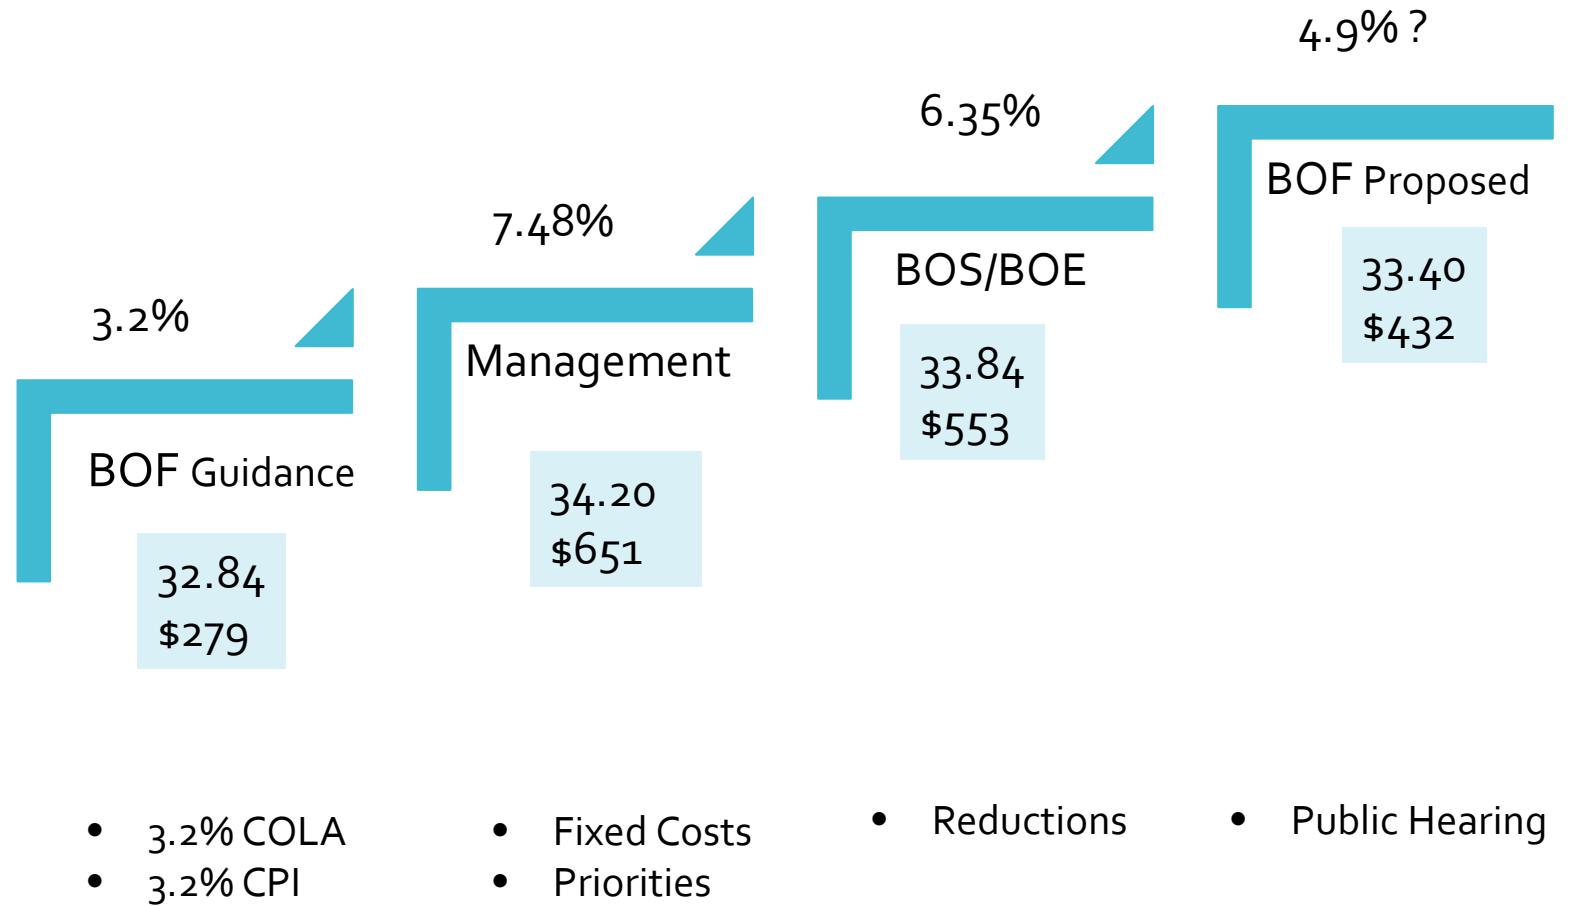 3.2%
BOF Guidance
32.84
$279
• 3.2% COLA
• 3.2% CPI
7.48%
Management
34.20
$651
• Fixed Costs
• Priorities
6.35%
BOS/BOE
33.84
$553
• Reductions
4.9% ?
BOF Proposed
33.40
$432
• Public Hearing